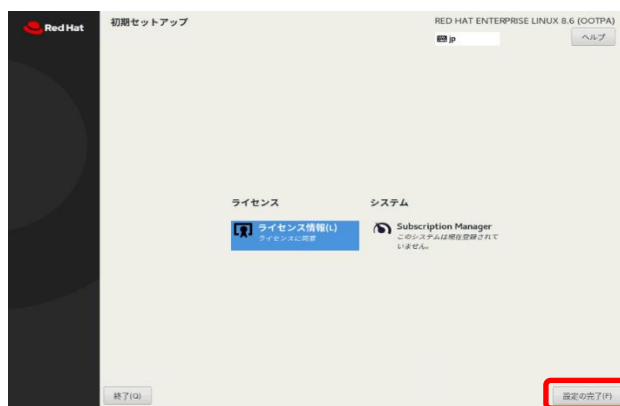 Red Hat
初期セットアップ
RED HAT ENTERPRISE LINUX 8.6 (OOTPA)
jp
ヘルプ
ライセンス
ライセンス情報(L)
ライセンスに同意
システム
Subscription Manager
このシステムは現在登録されて
いません。
終了(Q)
設定の完了(F)